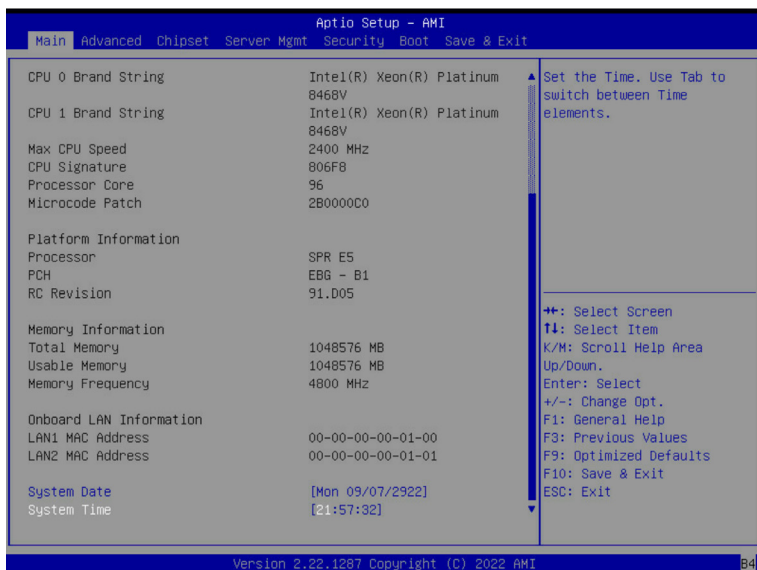 Aptio Setup - AMI
Main Advanced Chipset Server Mgmt Security Boot Save & Exit
CPU 0 Brand String Intel(R) Xeon(R) Platinum
8468V
CPU 1 Brand String Intel(R) Xeon(R) Platinum
8468V
Max CPU Speed 2400 MHz
CPU Signature 806F8
Processor Core 96
Microcode Patch 2B0000C0
Platform Information
Processor SPR E5
PCH EBG - B1
RC Revision 91.D05
Memory Information
Total Memory 1048576 MB
Usable Memory 1048576 MB
Memory Frequency 4800 MHz
Onboard LAN Information
LAN1 MAC Address 00-00-00-00-01-00
LAN2 MAC Address 00-00-00-00-01-01
System Date [Mon 09/07/2922]
System Time [21:57:32]
Set the Time. Use Tab to
switch between Time
elements.
→←: Select Screen
↑↓: Select Item
K/M: Scroll Help Area
Up/Down.
Enter: Select
+/-: Change Opt.
F1: General Help
F3: Previous Values
F9: Optimized Defaults
F10: Save & Exit
ESC: Exit
Version 2.22.1287 Copyright (C) 2022 AMI
B4